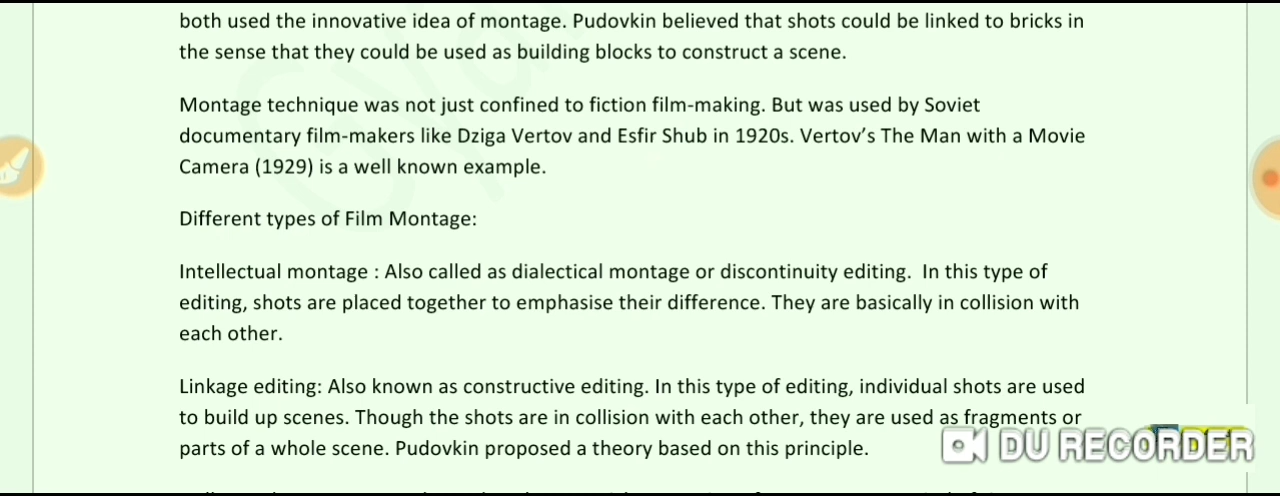 both used the innovative idea of montage. Pudovkin believed that shots could be linked to bricks in
the sense that they could be used as building blocks to construct a scene.
Montage technique was not just confined to fiction film-making. But was used by Soviet
documentary film-makers like Dziga Vertov and Esfir Shub in 1920s. Vertov’s The Man with a Movie
Camera (1929) is a well known example.
Different types of Film Montage:
Intellectual montage : Also called as dialectical montage or discontinuity editing.  In this type of
editing, shots are placed together to emphasise their difference. They are basically in collision with
each other.
Linkage editing: Also known as constructive editing. In this type of editing, individual shots are used
to build up scenes. Though the shots are in collision with each other, they are used as fragments or
parts of a whole scene. Pudovkin proposed a theory based on this principle.
DU RECORDER